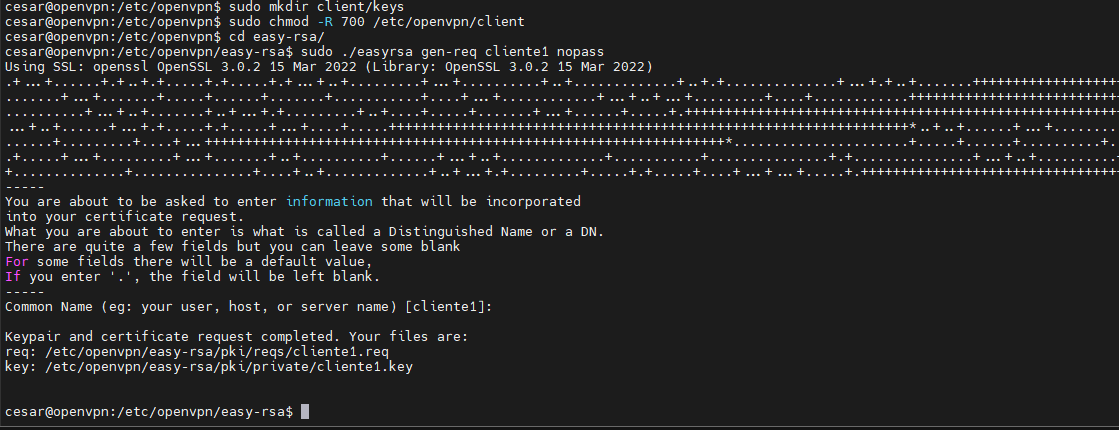 cesar@openvpn:/etc/openvpn$ sudo mkdir client/keys
cesar@openvpn:/etc/openvpn$ sudo chmod -R 700 /etc/openvpn/client
cesar@openvpn:/etc/openvpn$ cd easy-rsa/
cesar@openvpn:/etc/openvpn/easy-rsa$ sudo ./easyrsa gen-req cliente1 nopass
Using SSL: openssl OpenSSL 3.0.2 15 Mar 2022 (Library: OpenSSL 3.0.2 15 Mar 2022)
-----
You are about to be asked to enter information that will be incorporated
into your certificate request.
What you are about to enter is what is called a Distinguished Name or a DN.
There are quite a few fields but you can leave some blank
For some fields there will be a default value,
If you enter '.', the field will be left blank.
-----
Common Name (eg: your user, host, or server name) [cliente1]:
Keypair and certificate request completed. Your files are:
req: /etc/openvpn/easy-rsa/pki/reqs/cliente1.req
key: /etc/openvpn/easy-rsa/pki/private/cliente1.key
cesar@openvpn:/etc/openvpn/easy-rsa$